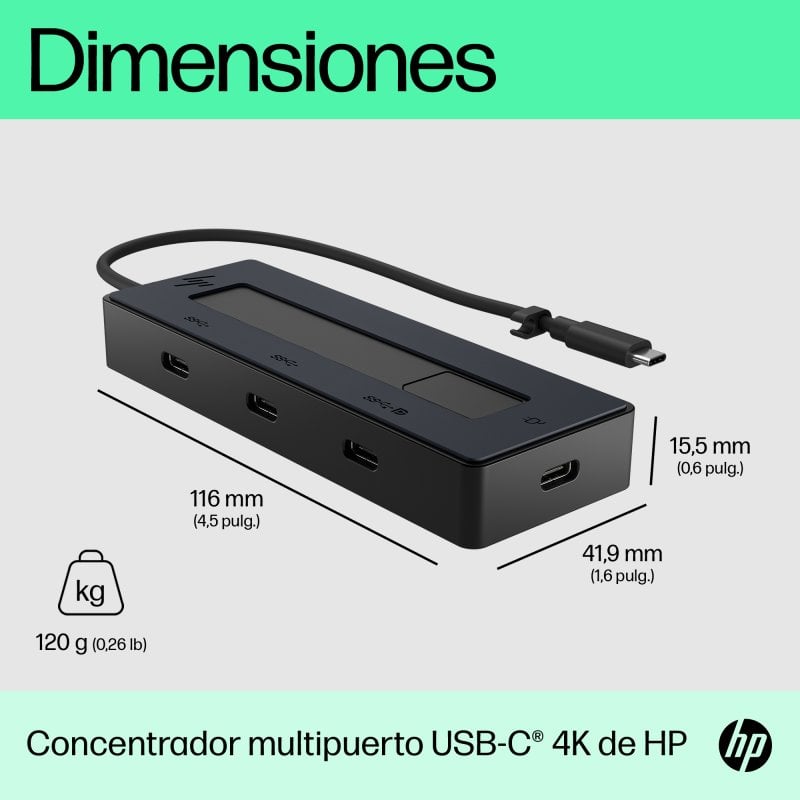 Dimensiones
hp
116 mm
(4,5 pulg.)
15,5 mm
(0,6 pulg.)
41,9 mm
(1,6 pulg.)
kg
120 g (0,26 lb)
Concentrador multipuerto USB-C® 4K de HP
hp